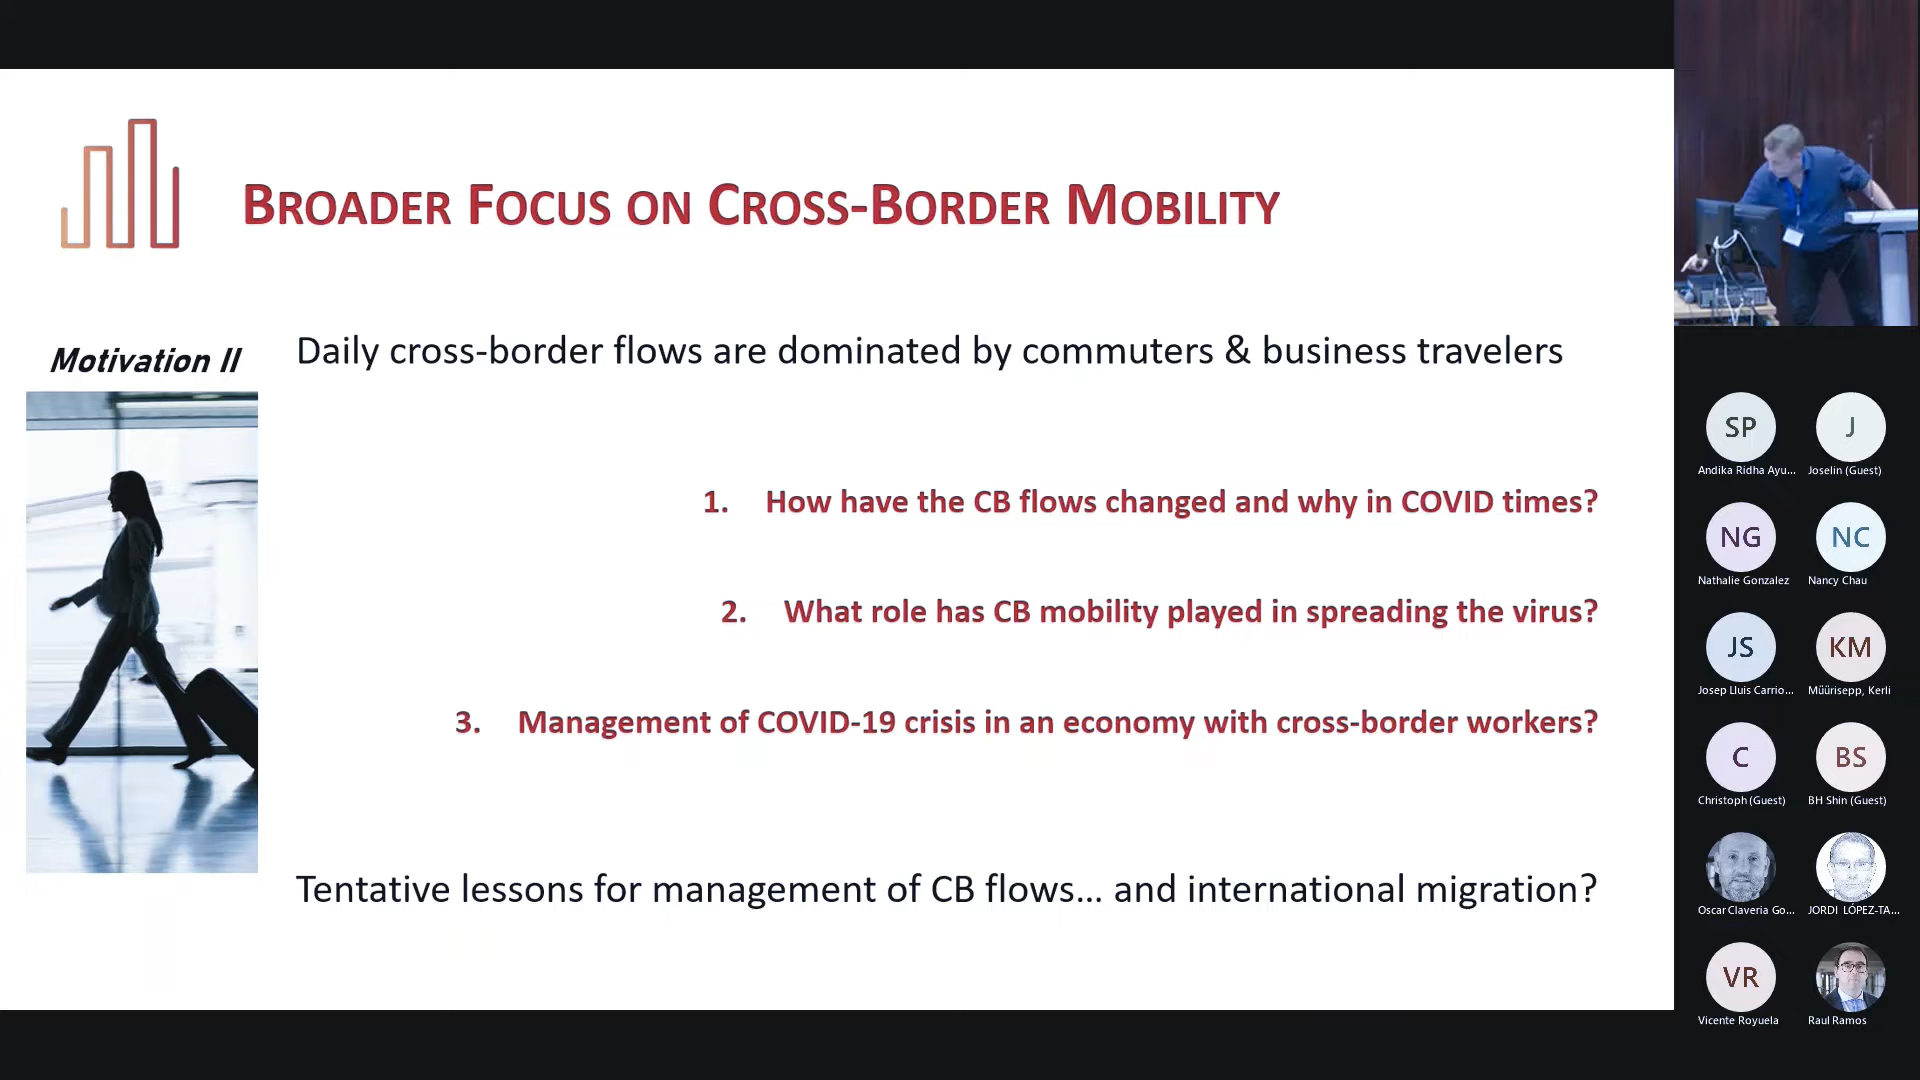 BROADER FOCUS ON CROSS-BORDER MOBILITY
Motivation II
Daily cross-border flows are dominated by commuters & business travelers
1. How have the CB flows changed and why in COVID times?
2. What role has CB mobility played in spreading the virus?
3. Management of COVID-19 crisis in an economy with cross-border workers?
Tentative lessons for management of CB flows... and international migration?
SP
Andika Ridha Ayu...
J
Joselin (Guest)
NG
Nathalie Gonzalez
NC
Nancy Chau
JS
Josep Lluis Carrio...
KM
Müürisepp, Kerli
C
Christoph (Guest)
BS
BH Shin (Guest)
Oscar Claveria Go...
JORDI LÓPEZ-TA...
VR
Vicente Royuela
Raul Ramos